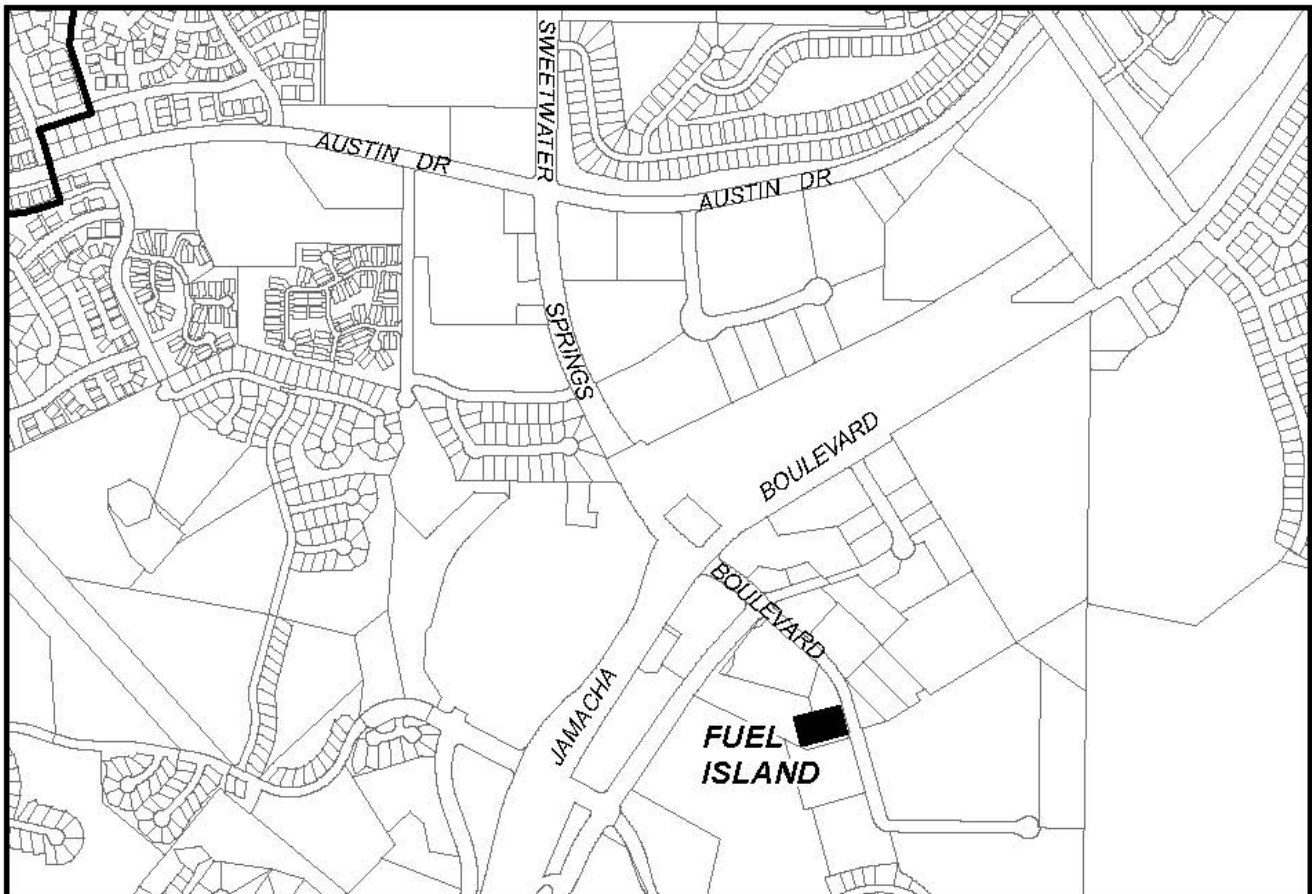 SWEETWATER
AUSTIN DR
AUSTIN DR
SPRINGS
BOULEVARD
BOULEVARD
JAMACHA
FUEL
ISLAND